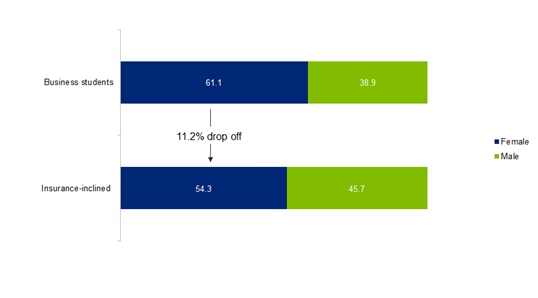 Business students
61.1
38.9
11.2% drop off
Female
Male
Insurance-inclined
54.3
45.7